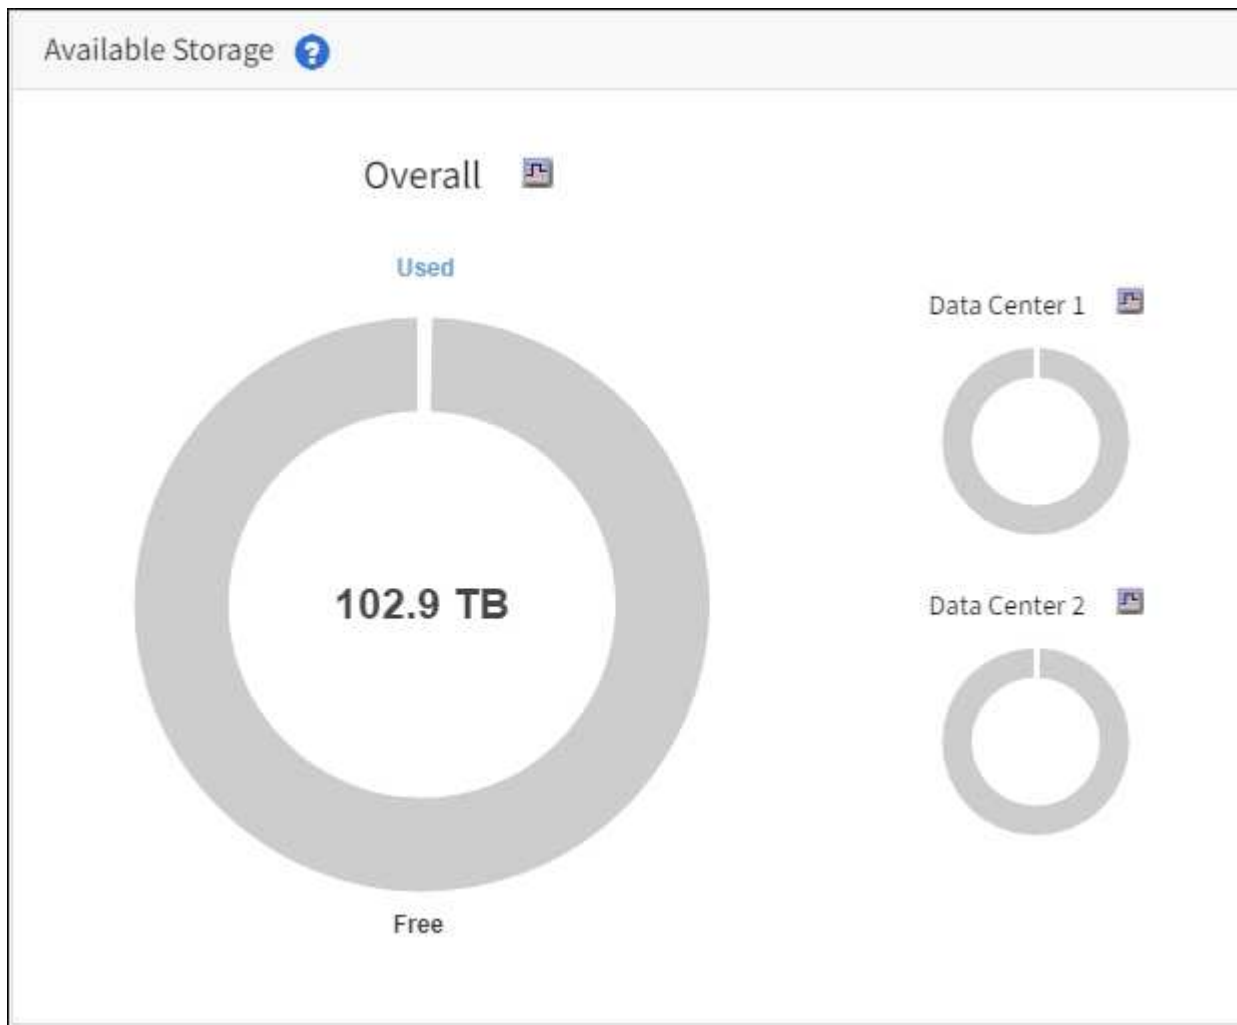 Available Storage ?
Overall
Used
102.9 TB
Free
Data Center 1
Data Center 2